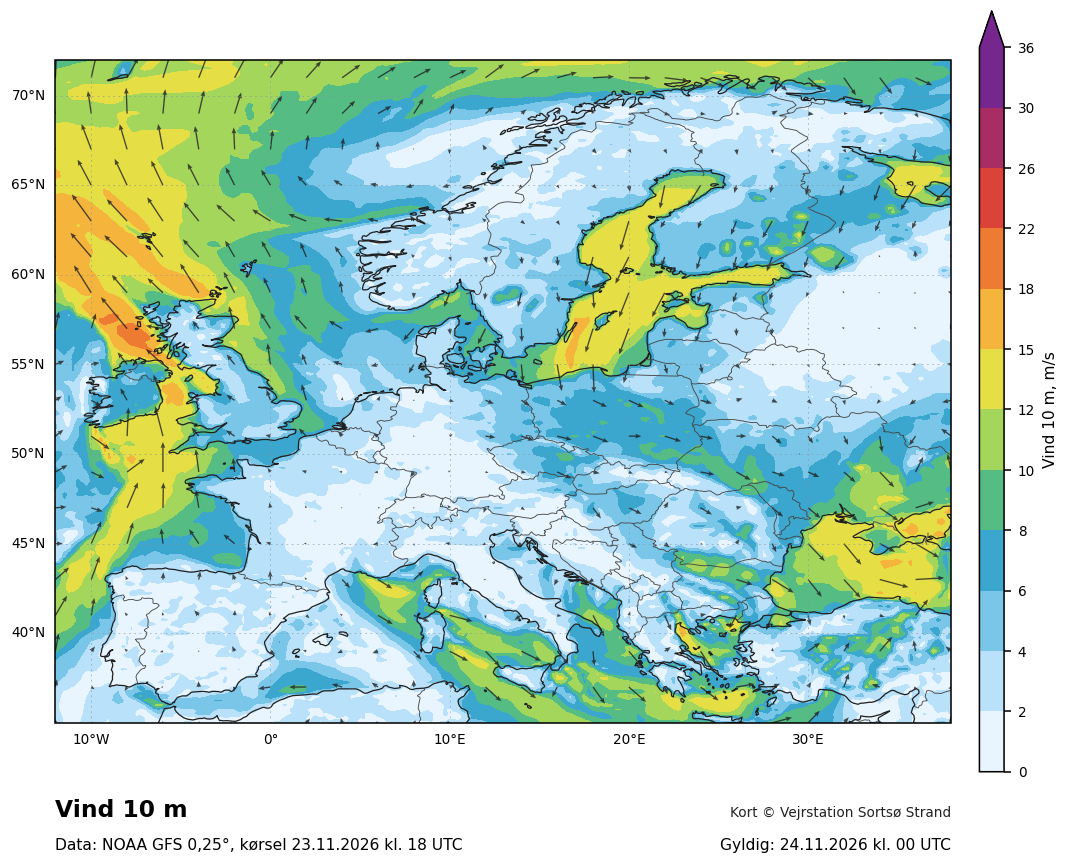 36
30
26
22
18
15
12
10
8
6
4
2
0
Vind 10 m, m/s
70°N
65°N
60°N
55°N
50°N
45°N
40°N
10°W
0°
10°E
20°E
30°E
Vind 10 m
Kort © Vejrstation Sortsø Strand
Data: NOAA GFS 0,25°, kørsel 23.11.2026 kl. 18 UTC
Gyldig: 24.11.2026 kl. 00 UTC